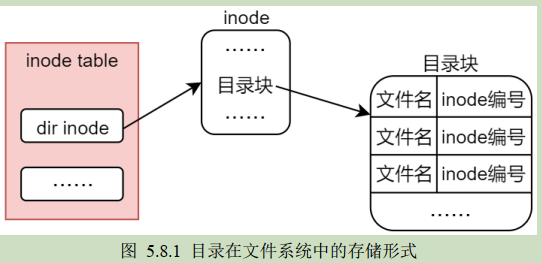 inode
inode table
……
目录块
目录块
文件名 inode编号
dir inode
……
文件名 inode编号
文件名 inode编号
……
……
图 5.8.1 目录在文件系统中的存储形式